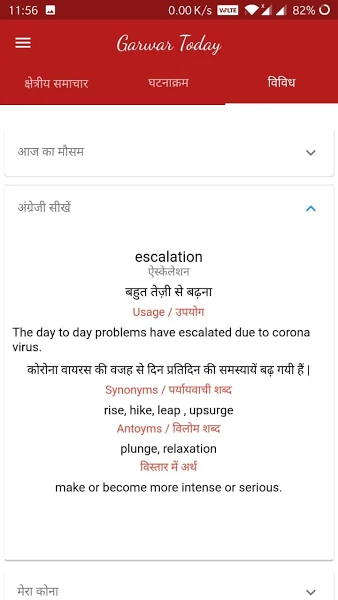 11:56
0.00 K/s VoLTE 82%
Garwar Today
क्षेत्रीय समाचार
घटनाक्रम
विविध
आज का मौसम
अंग्रेजी सीखें
escalation
ऐस्केलेशन
बहुत तेज़ी से बढ़ना
Usage / उपयोग
The day to day problems have escalated due to corona
virus.
कोरोना वायरस की वजह से दिन प्रतिदिन की समस्यायें बढ़ गयी हैं |
Synonyms / पर्यायवाची शब्द
rise, hike, leap , upsurge
Antoyms / विलोम शब्द
plunge, relaxation
विस्तार में अर्थ
make or become more intense or serious.
मेरा कोना